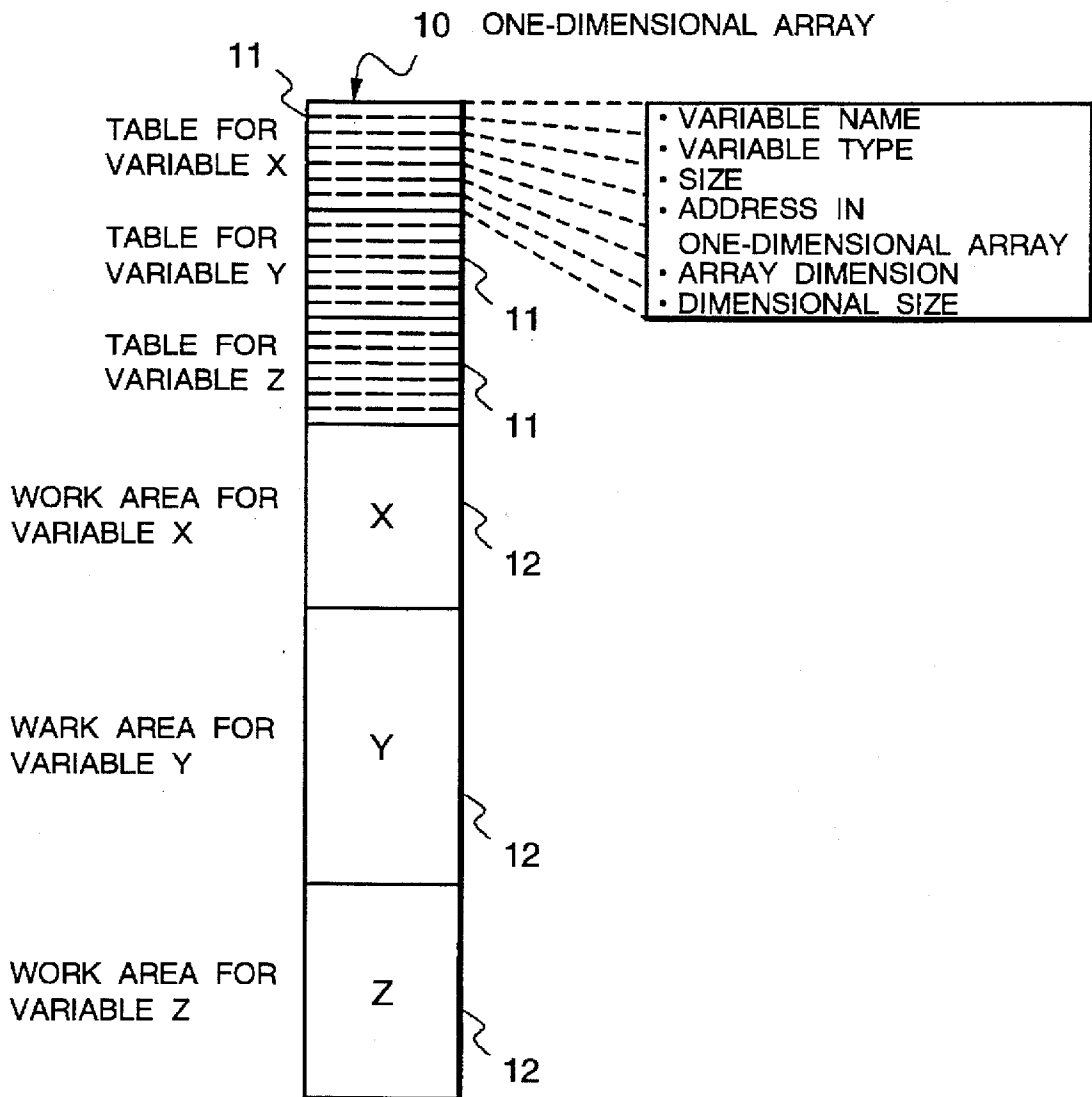 10 ONE-DIMENSIONAL ARRAY
11
TABLE FOR
VARIABLE X
· VARIABLE NAME
· VARIABLE TYPE
· SIZE
· ADDRESS IN
ONE-DIMENSIONAL ARRAY
· ARRAY DIMENSION
· DIMENSIONAL SIZE
TABLE FOR
VARIABLE Y
11
TABLE FOR
VARIABLE Z
11
WORK AREA FOR
VARIABLE X
X
12
WARK AREA FOR
VARIABLE Y
Y
12
WORK AREA FOR
VARIABLE Z
Z
12